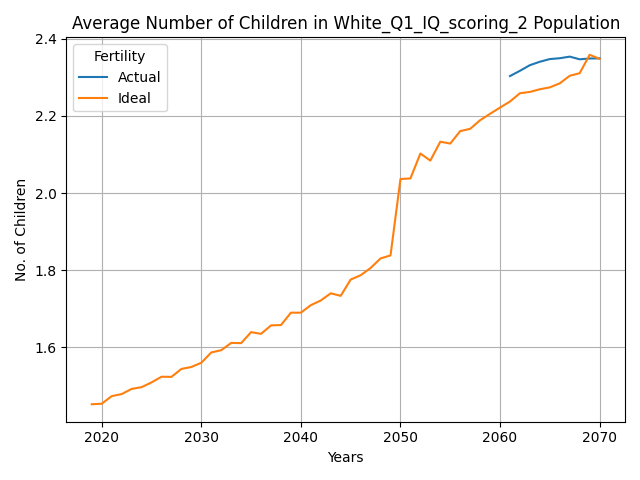 Average Number of Children in White_Q1_IQ_scoring_2 Population
Fertility
Actual
Ideal
No. of Children
2.4
2.2
2.0
1.8
1.6
2020 2030 2040 2050 2060 2070
Years